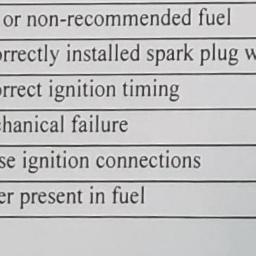 or non-recommended fuel
orrectly installed spark plug w
orrect ignition timing
hanical failure
se ignition connections
er present in fuel